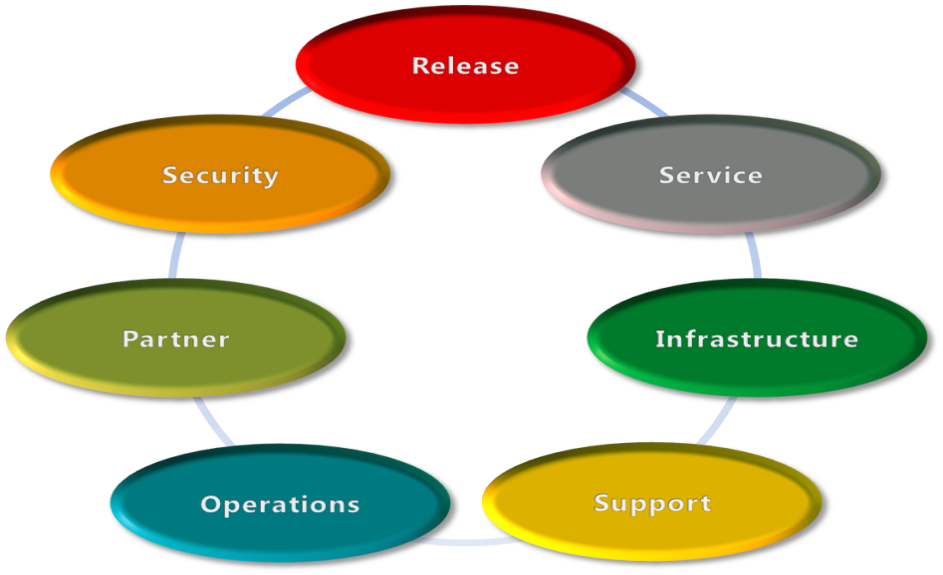 Release
Security
Service
Partner
Infrastructure
Operations
Support